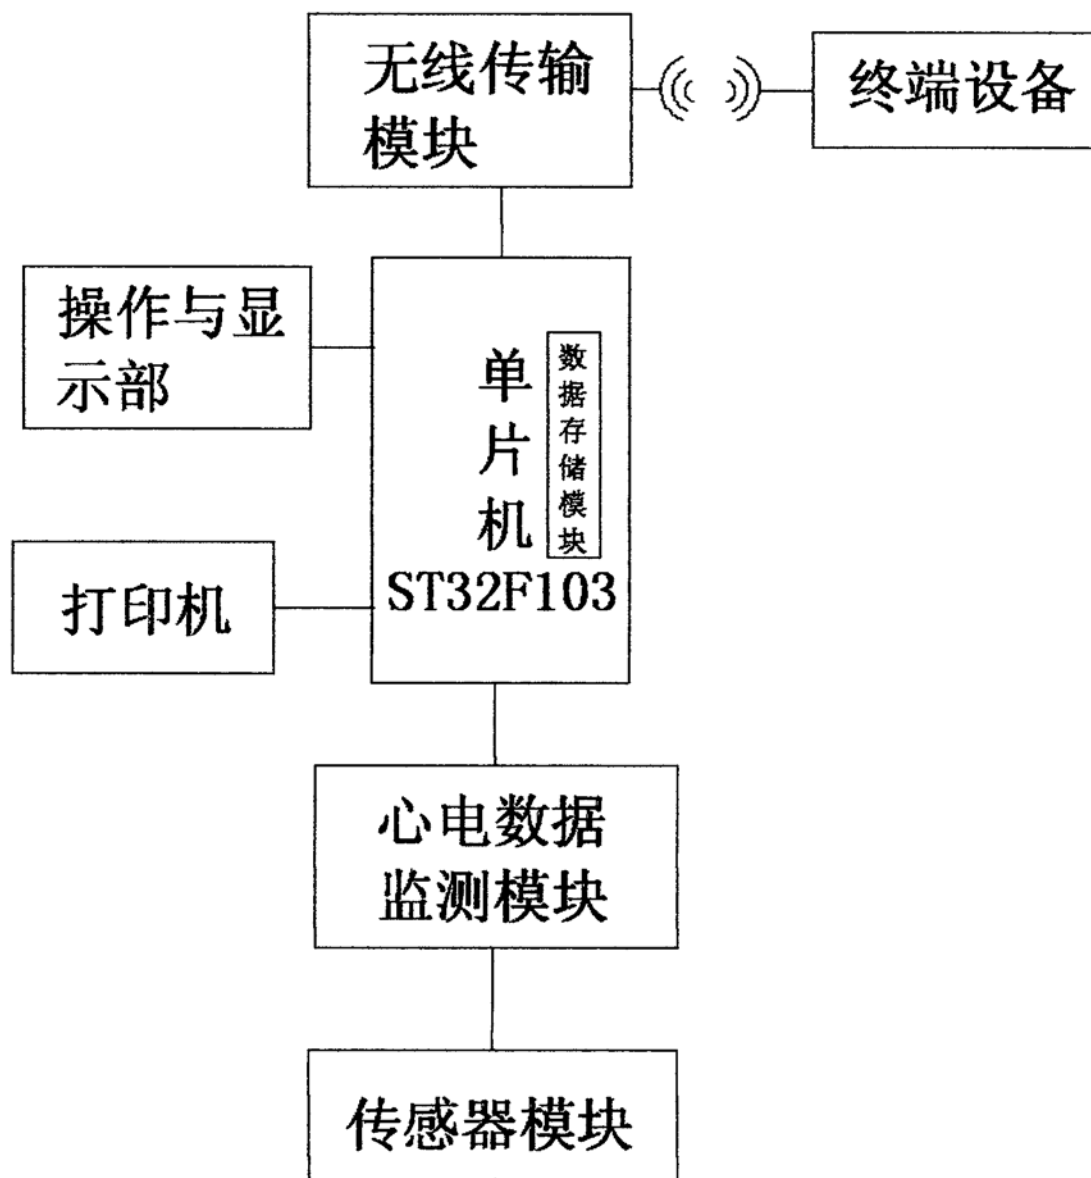 无线传输
模块
终端设备
操作与显
示部
单片机
数据存储模块
ST32F103
打印机
心电数据
监测模块
传感器模块